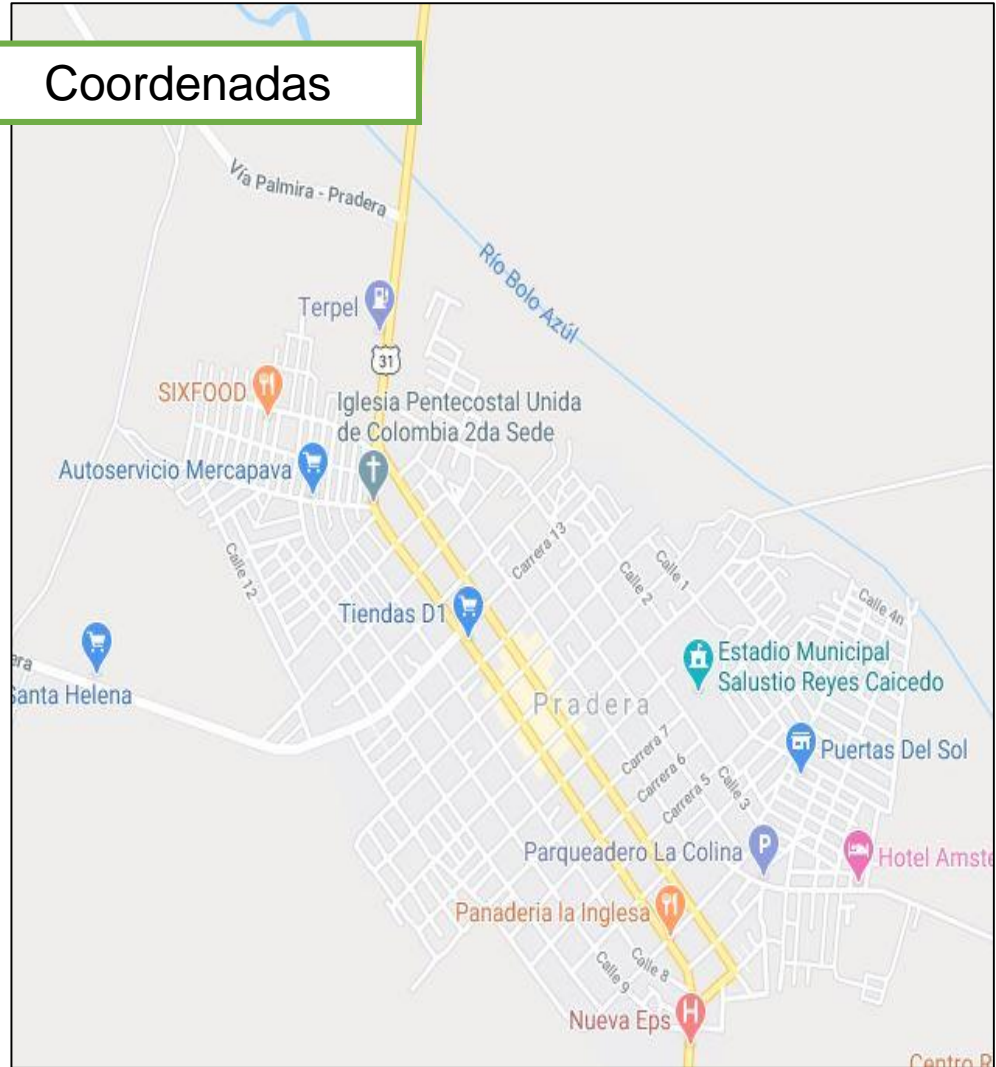 Coordenadas
Vía Palmira - Pradera
Río Bolo Azúl
Terpel
31
SIXFOOD
Iglesia Pentecostal Unida
de Colombia 2da Sede
Autoservicio Mercapava
Carrera 13
Calle 1
Calle 2
Calle 12
Calle 4n
Tiendas D1
era
Santa Helena
Estadio Municipal
Salustio Reyes Caicedo
Pradera
Carrera 7
Puertas Del Sol
Carrera 6
Carrera 5
Calle 3
Parqueadero La Colina
P
Hotel Amste
Panaderia la Inglesa
Calle 8
Calle 9
Nueva Eps
H
Centro R